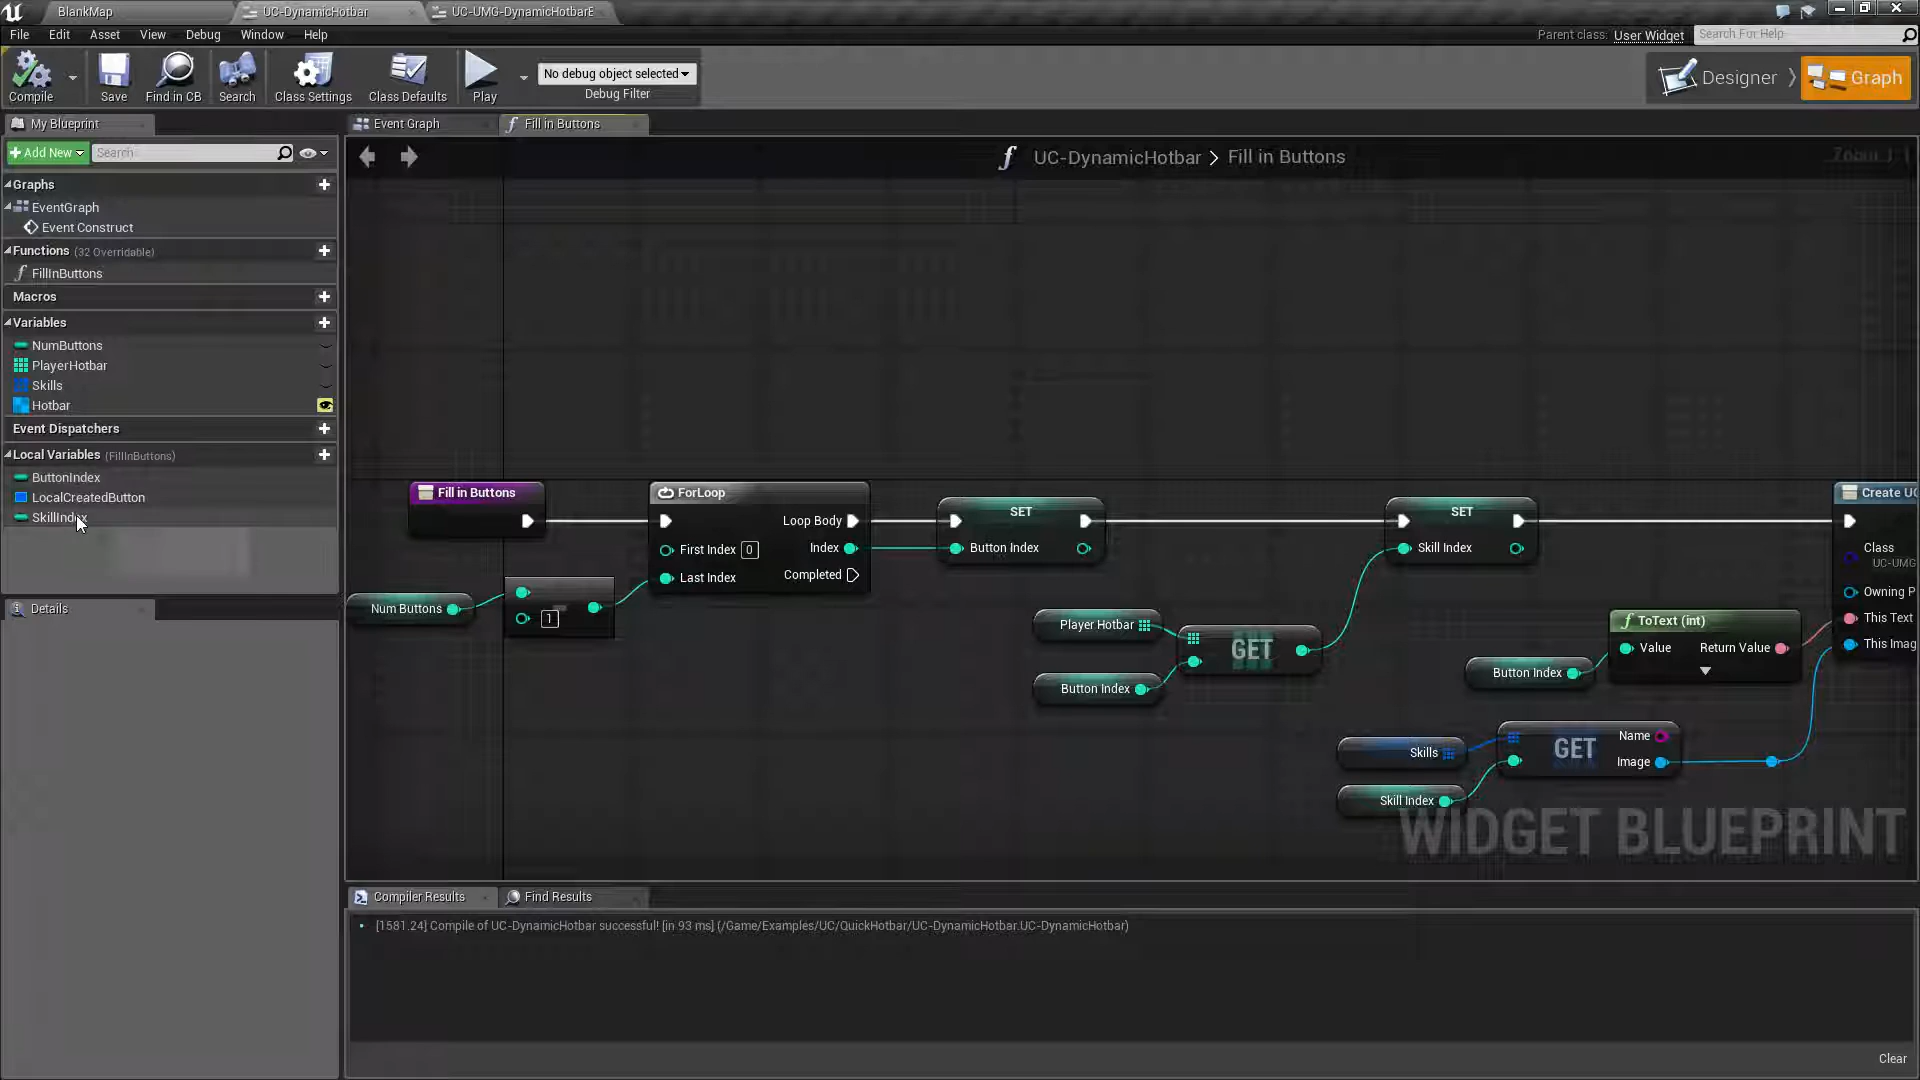 BlankMap
UC-DynamicHotbar
UC-UMG-DynamicHotbarE
File Edit Asset View Debug Window Help
Parent class: User Widget
Search For Help
Compile
Save
Find in CB
Search
Class Settings
Class Defaults
Play
No debug object selected
Debug Filter
Designer
Graph
My Blueprint
Event Graph
Fill in Buttons
Add New
Search
UC-DynamicHotbar > Fill in Buttons
Graphs
EventGraph
Event Construct
Functions (32 Overridable)
FillInButtons
Macros
Variables
NumButtons
PlayerHotbar
Skills
Hotbar
Event Dispatchers
Local Variables (FillInButtons)
ButtonIndex
LocalCreatedButton
SkillIndex
Details
Fill in Buttons
Num Buttons
1
ForLoop
Loop Body
First Index 0
Index
Last Index
Completed
SET
Button Index
Player Hotbar
Button Index
GET
SET
Skill Index
Button Index
ToText (int)
Value
Return Value
Skills
Skill Index
GET
Name
Image
Create UC
Class
UC-UMG
Owning P
This Text
This Imag
WIDGET BLUEPRINT
Compiler Results
Find Results
[1581.24] Compile of UC-DynamicHotbar successful! [in 93 ms] (/Game/Examples/UC/QuickHotbar/UC-DynamicHotbar.UC-DynamicHotbar)
Clear